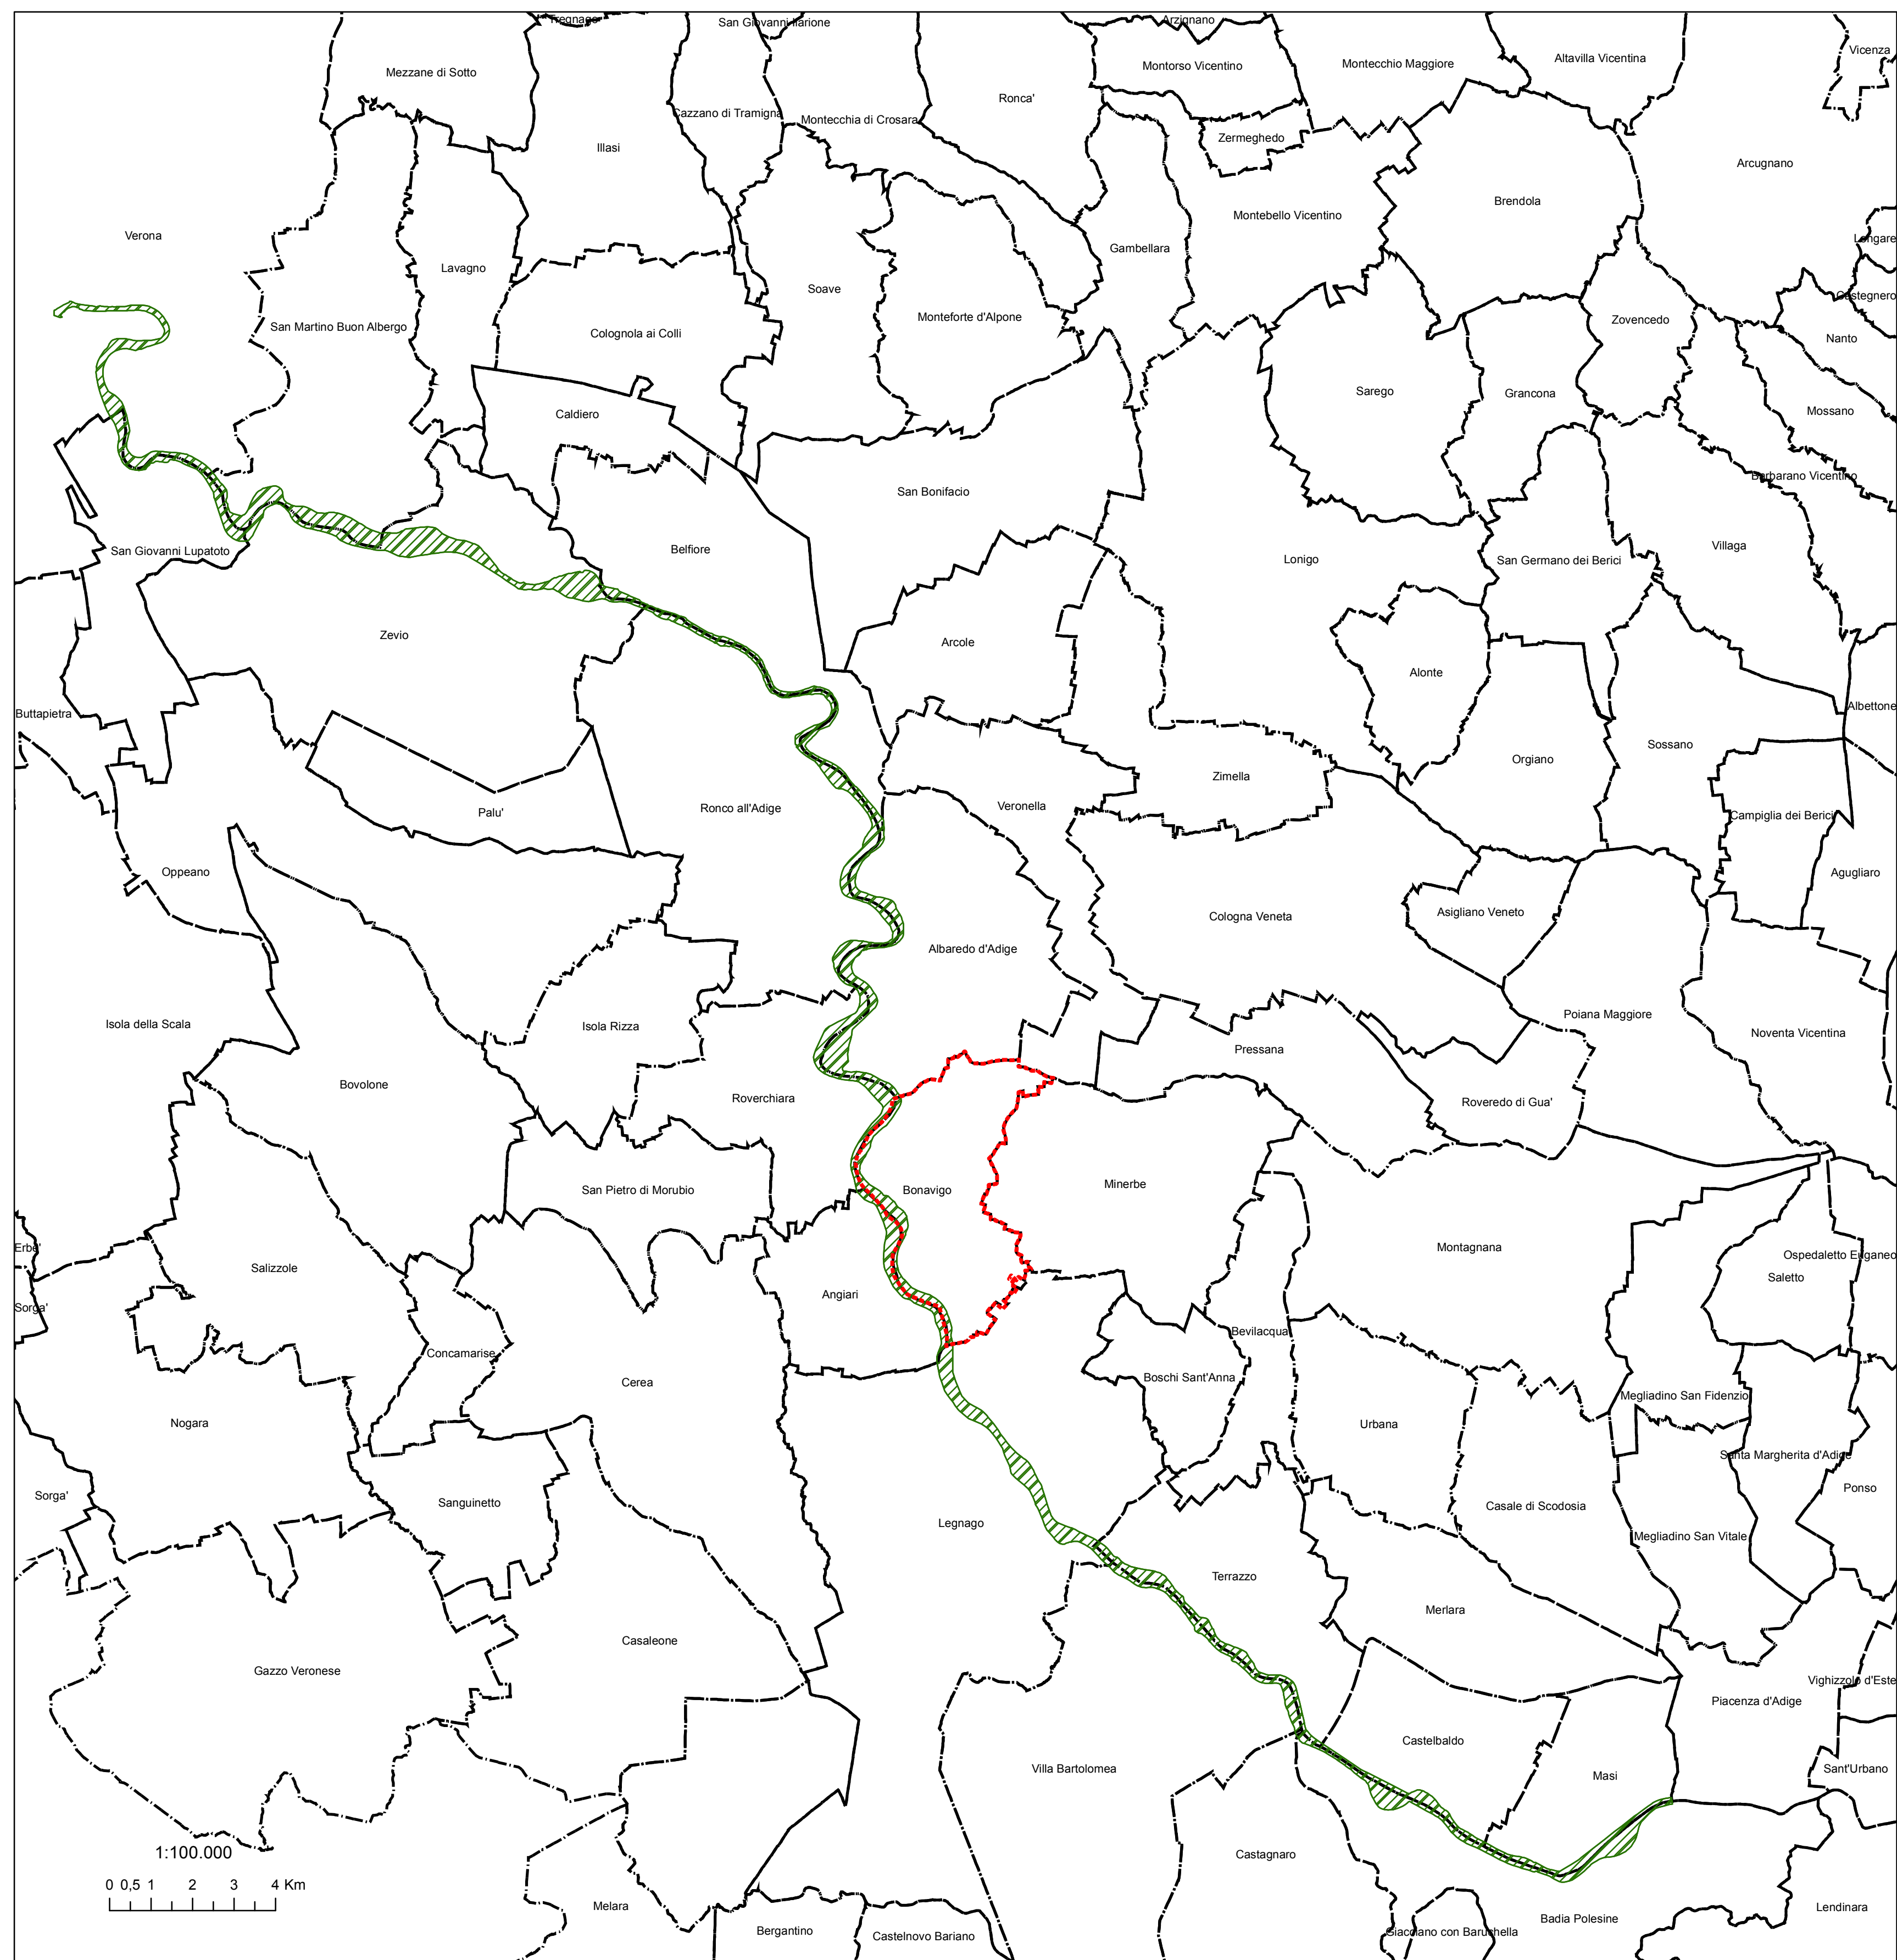 Tregnago
San Giovanni Ilarione
Arzignano
Vicenza
Mezzane di Sotto
Montorso Vicentino
Montecchio Maggiore
Altavilla Vicentina
Ronca'
Cazzano di Tramigna
Montecchia di Crosara
Illasi
Zermeghedo
Arcugnano
Brendola
Montebello Vicentino
Verona
Longare
Gambellara
Lavagno
Soave
Castegnero
Monteforte d'Alpone
Zovencedo
San Martino Buon Albergo
Colognola ai Colli
Nanto
Sarego
Grancona
Mossano
Caldiero
Barbarano Vicentino
San Bonifacio
Villaga
San Giovanni Lupatoto
Belfiore
Lonigo
San Germano dei Berici
Zevio
Arcole
Alonte
Albettone
Buttapietra
Sossano
Orgiano
Zimella
Veronella
Ronco all'Adige
Palu'
Campiglia dei Berici
Oppeano
Agugliaro
Asigliano Veneto
Cologna Veneta
Albaredo d'Adige
Poiana Maggiore
Isola della Scala
Isola Rizza
Noventa Vicentina
Pressana
Bovolone
Roverchiara
Roveredo di Gua'
Minerbe
San Pietro di Morubio
Bonavigo
Erbe'
Montagnana
Ospedaletto Euganeo
Salizzole
Saletto
Angiari
Sorga'
Bevilacqua
Concamarise
Boschi Sant'Anna
Cerea
Megliadino San Fidenzio
Nogara
Urbana
Santa Margherita d'Adige
Ponso
Sorga'
Sanguinetto
Casale di Scodosia
Legnago
Megliadino San Vitale
Terrazzo
Merlara
Casaleone
Gazzo Veronese
Vighizzolo d'Este
Piacenza d'Adige
Castelbaldo
Villa Bartolomea
Masi
Sant'Urbano
1:100.000
Castagnaro
0 0,5 1 2 3 4 Km
Melara
Lendinara
Badia Polesine
Bergantino
Castelnovo Bariano
Giacciano con Baruchella